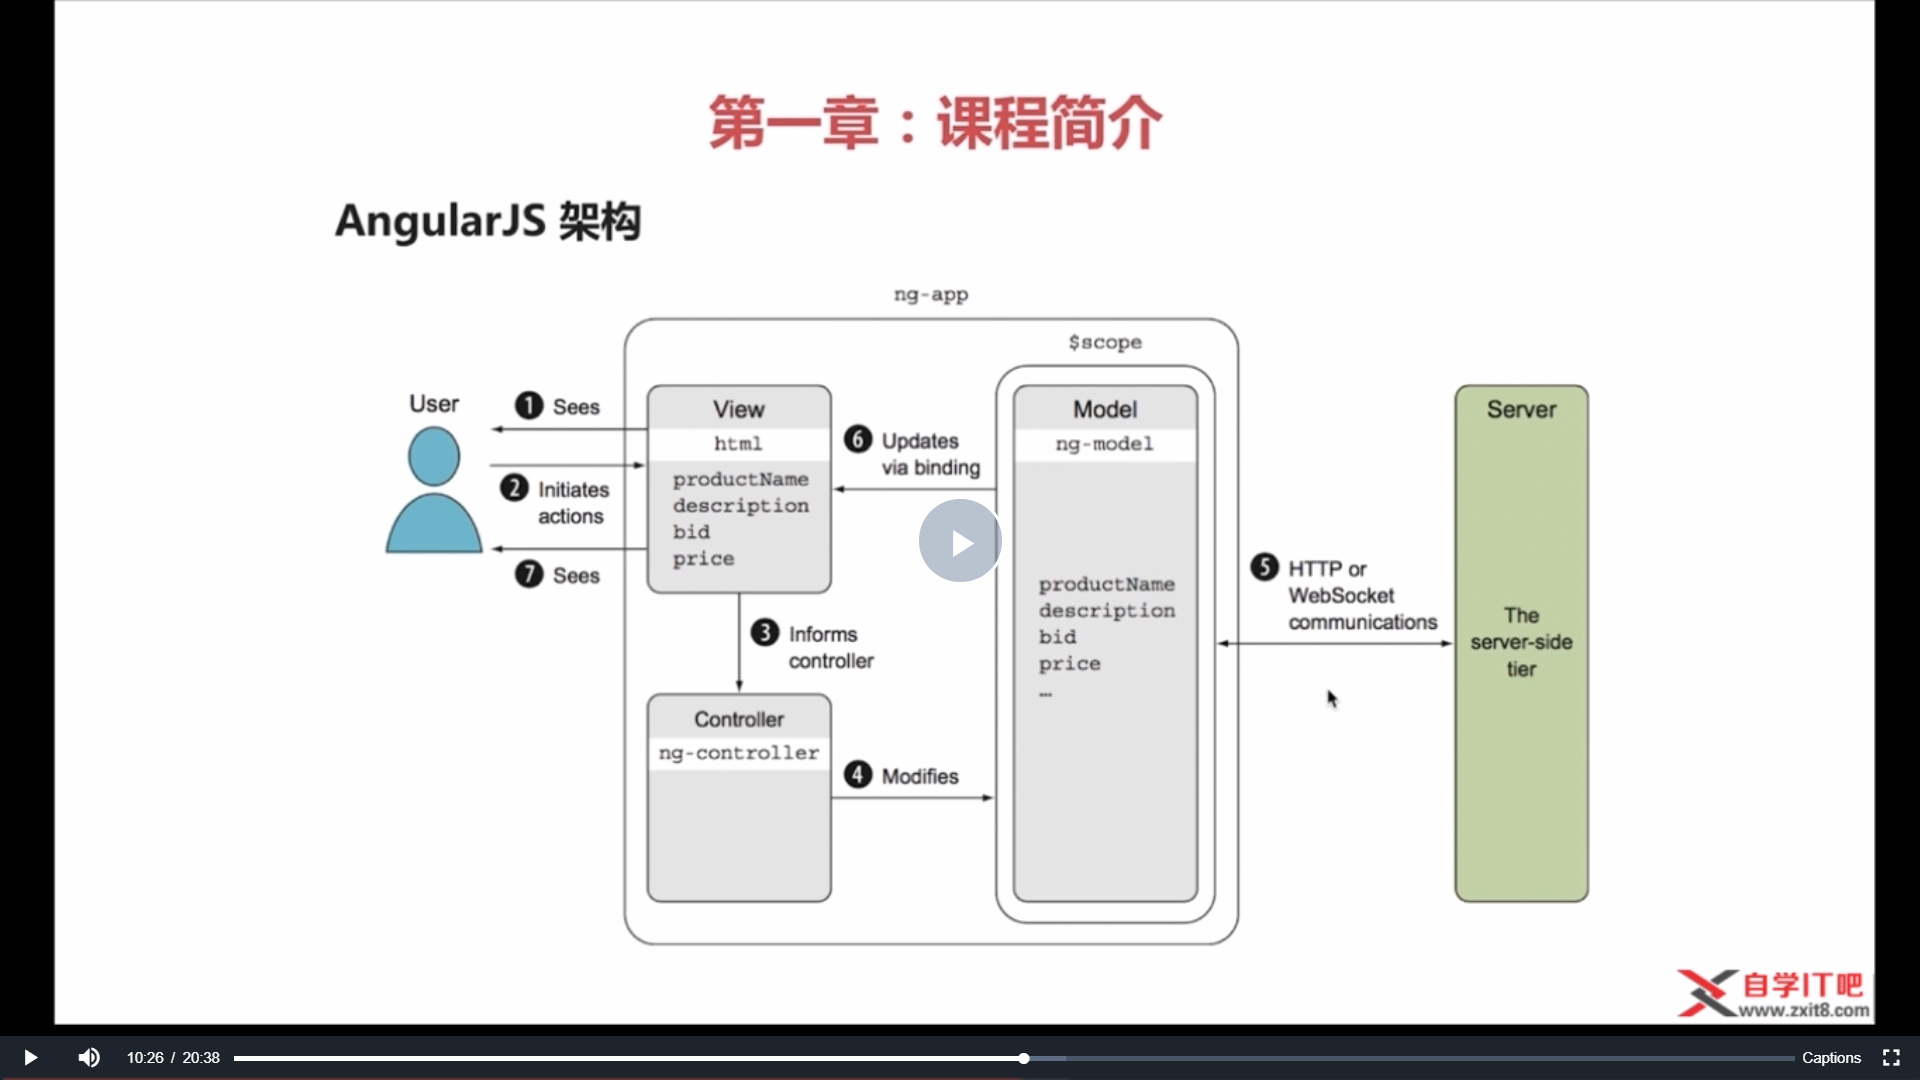 第一章：课程简介
AngularJS 架构
ng-app
$scope
User
1 Sees
2 Initiates
actions
7 Sees
View
html
productName
description
bid
price
6 Updates
via binding
3 Informs
controller
Controller
ng-controller
4 Modifies
Model
ng-model
productName
description
bid
price
...
5 HTTP or
WebSocket
communications
Server
The
server-side
tier
自学IT吧
www.zxit8.com
10:26 / 20:38
Captions